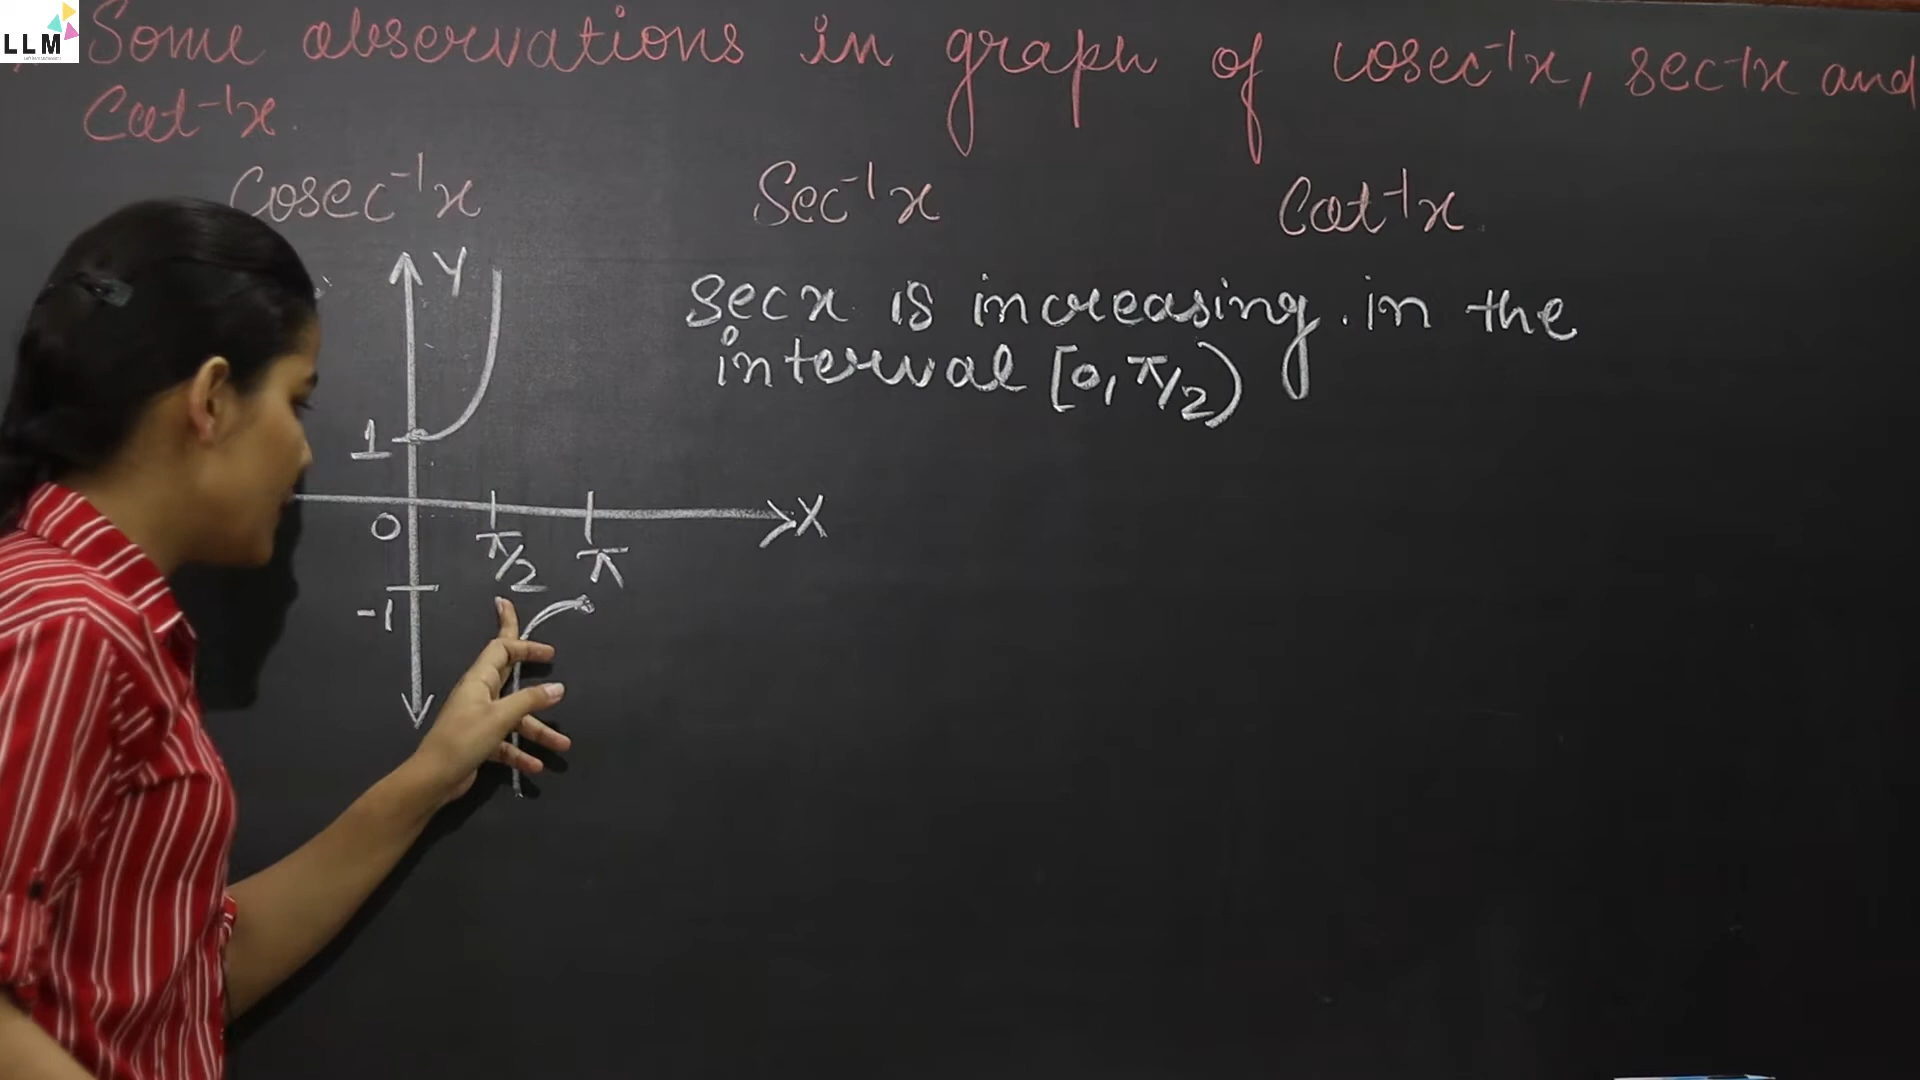 LLM
Some observations in graph of cosec⁻¹x, sec⁻¹x and
Cot⁻¹x.
Cosec⁻¹x Sec⁻¹x Cot⁻¹x
Y
secx is increasing. in the
interval [0, π/2)
1
0 π/2 π X
-1